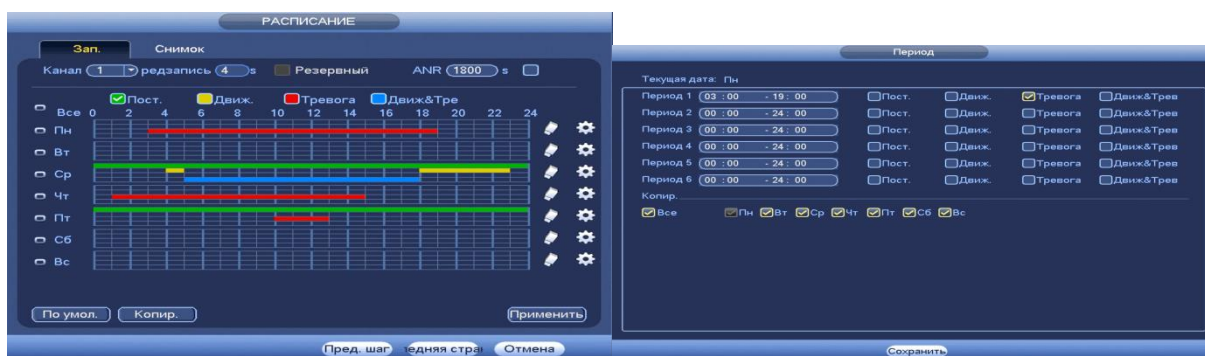 РАСПИСАНИЕ
Зап. Снимок
Канал 1 редзапись 4 s Резервный ANR 1800 s
Пост. Движ. Тревога Движ&Тре
Все 0 2 4 6 8 10 12 14 16 18 20 22 24
Пн
Вт
Ср
Чт
Пт
Сб
Вс
По умол. Копир. Применить
Пред. шаг едняя стра Отмена
Период
Текущая дата: Пн
Период 1 03 : 00 - 19 : 00 Пост. Движ. Тревога Движ&Трев
Период 2 00 : 00 - 24 : 00 Пост. Движ. Тревога Движ&Трев
Период 3 00 : 00 - 24 : 00 Пост. Движ. Тревога Движ&Трев
Период 4 00 : 00 - 24 : 00 Пост. Движ. Тревога Движ&Трев
Период 5 00 : 00 - 24 : 00 Пост. Движ. Тревога Движ&Трев
Период 6 00 : 00 - 24 : 00 Пост. Движ. Тревога Движ&Трев
Копир.
Все Пн Вт Ср Чт Пт Сб Вс
Сохранить